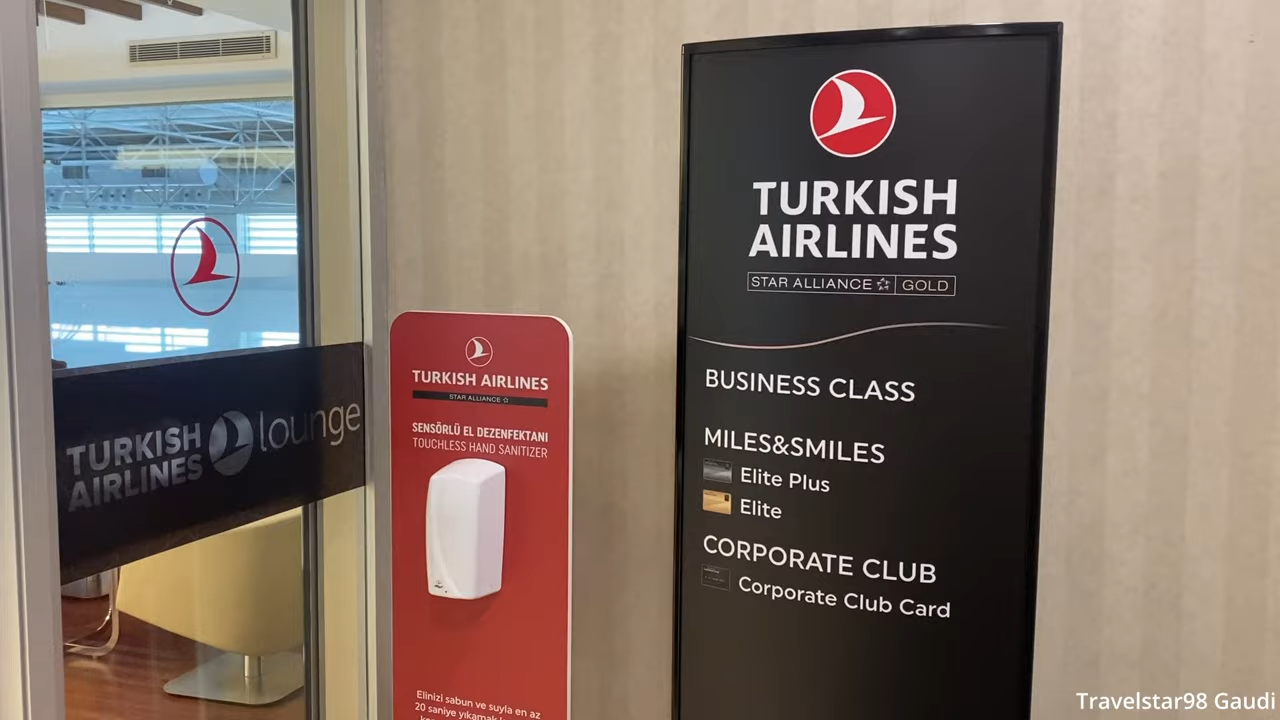 TURKISH
AIRLINES
lounge
TURKISH AIRLINES
STAR ALLIANCE
SENSÖRLÜ EL DEZENFEKTANI
TOUCHLESS HAND SANITIZER
Elinizi sabun ve suyla en az
20 saniye yıkamak
TURKISH
AIRLINES
STAR ALLIANCE GOLD
BUSINESS CLASS
MILES&SMILES
Elite Plus
Elite
CORPORATE CLUB
Corporate Club Card
Travelstar98 Gaudi